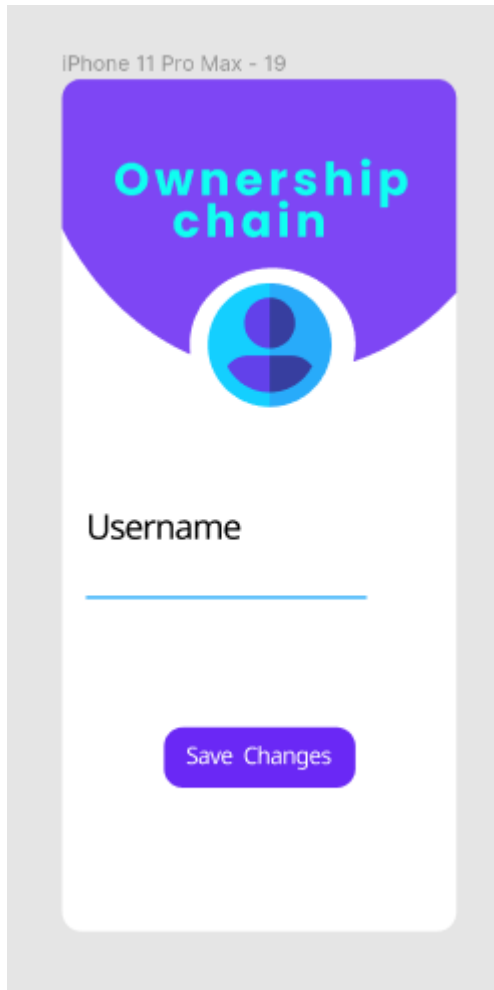 iPhone 11 Pro Max - 19
Ownership
chain
Username
Save Changes